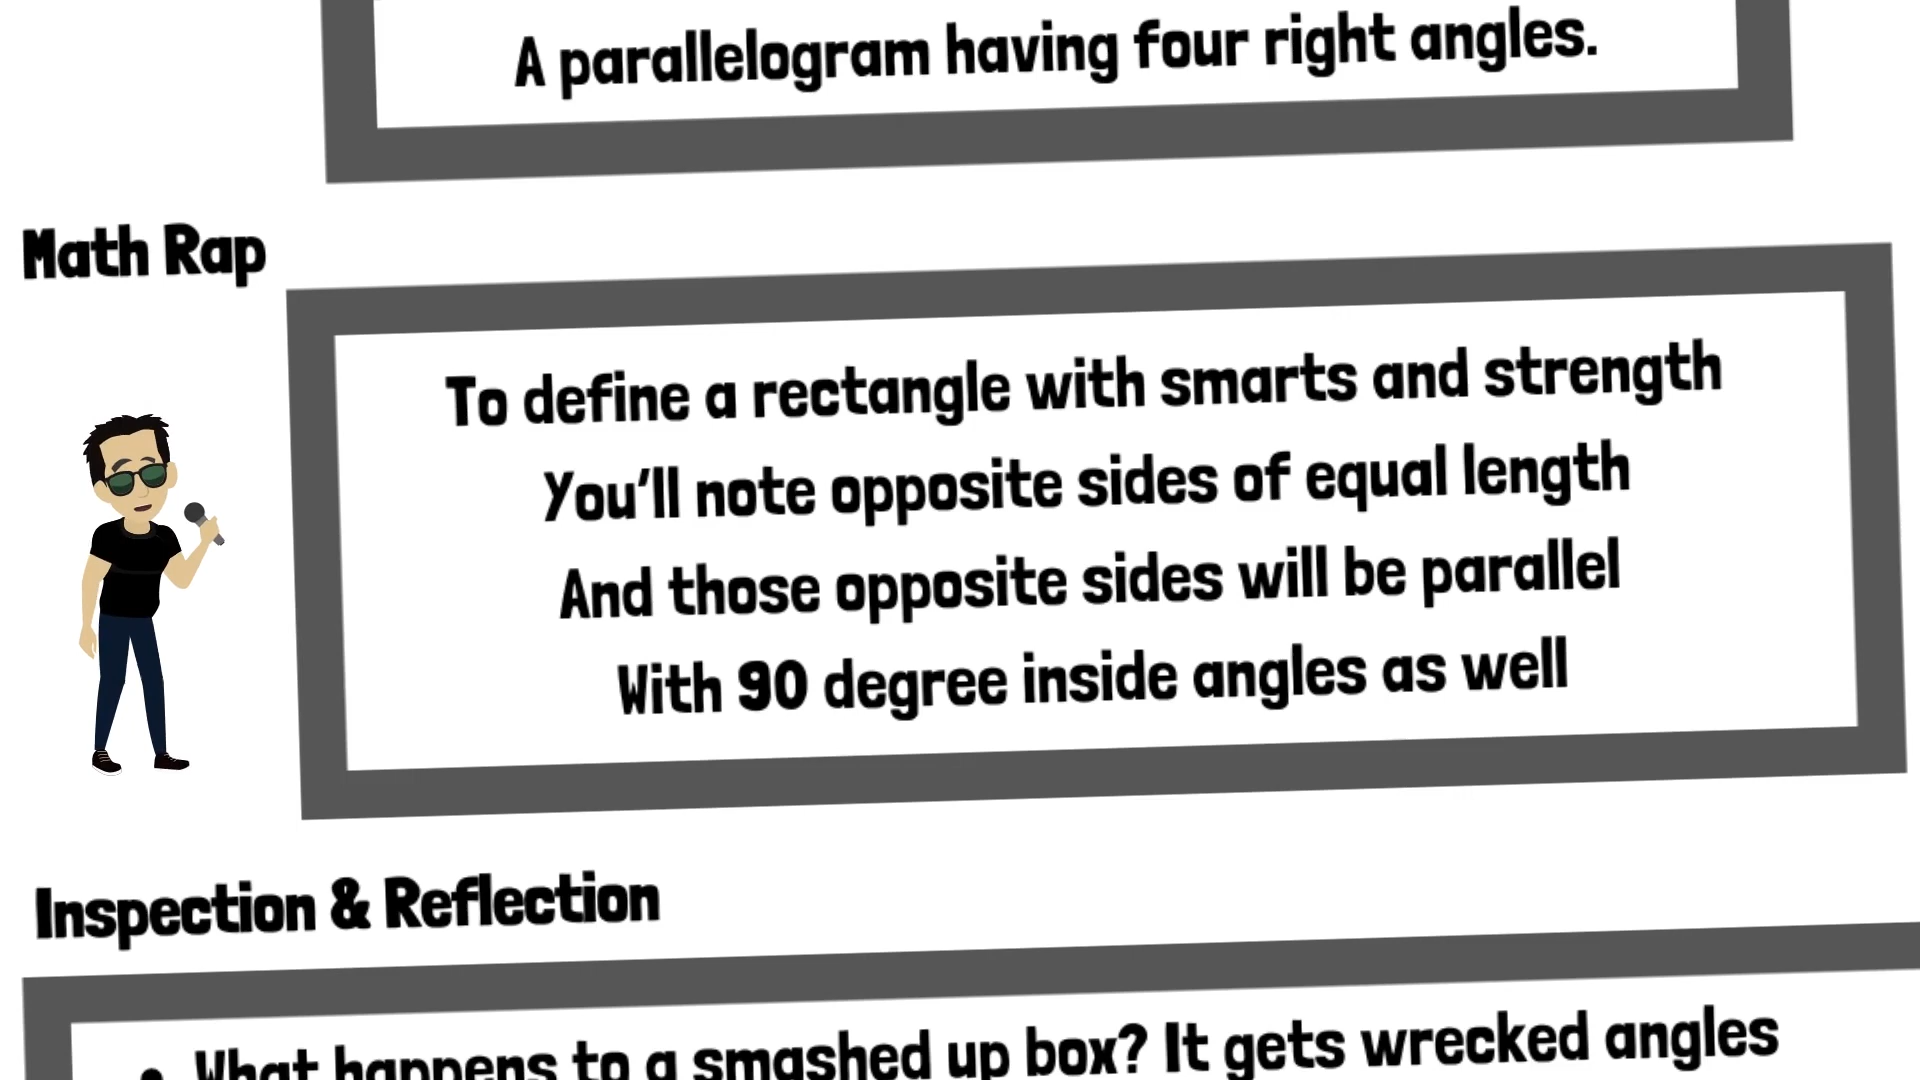 A parallelogram having four right angles.
Math Rap
To define a rectangle with smarts and strength
You'll note opposite sides of equal length
And those opposite sides will be parallel
With 90 degree inside angles as well
Inspection & Reflection
• What happens to a smashed up box? It gets wrecked angles